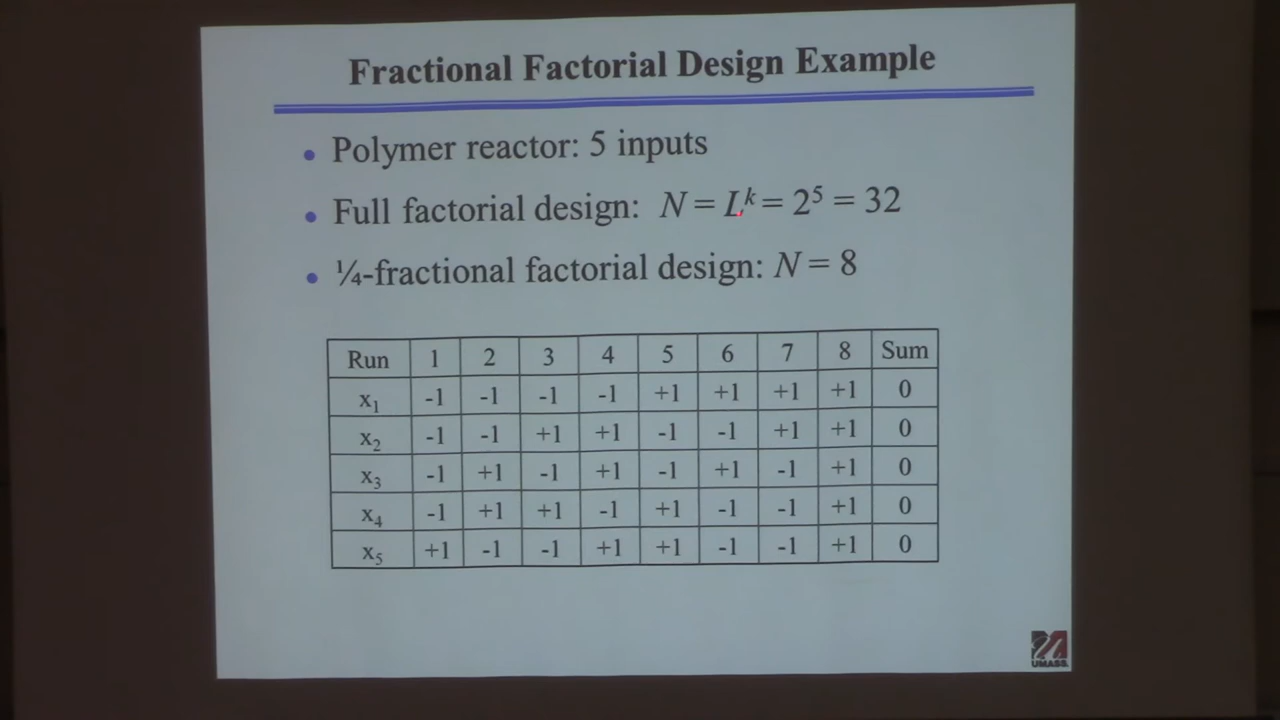 Fractional Factorial Design Example
• Polymer reactor: 5 inputs
• Full factorial design: N = L^k = 2^5 = 32
• ¼-fractional factorial design: N = 8
Run 1 2 3 4 5 6 7 8 Sum
x₁ -1 -1 -1 -1 +1 +1 +1 +1 0
x₂ -1 -1 +1 +1 -1 -1 +1 +1 0
x₃ -1 +1 -1 +1 -1 +1 -1 +1 0
x₄ -1 +1 +1 -1 +1 -1 -1 +1 0
x₅ +1 -1 -1 +1 +1 -1 -1 +1 0
UMASS